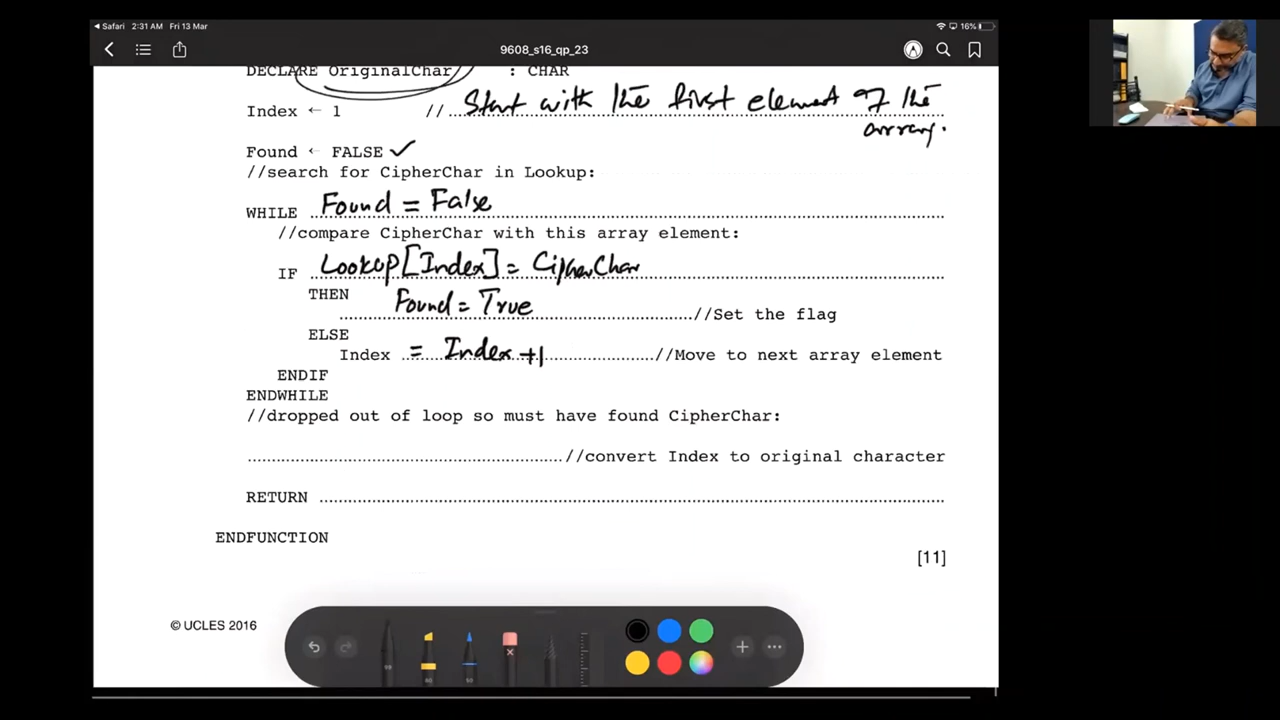 Safari 2:31 AM Fri 13 Mar
16%
9608_s16_qp_23
DECLARE OriginalChar : CHAR
Index ← 1 // Start with the first element of the
array.
Found ← FALSE
//search for CipherChar in Lookup:
WHILE Found = False
//compare CipherChar with this array element:
IF Lookup[Index] = CipherChar
THEN
Found = True //Set the flag
ELSE
Index = Index +1 //Move to next array element
ENDIF
ENDWHILE
//dropped out of loop so must have found CipherChar:
//convert Index to original character
RETURN
ENDFUNCTION
[11]
© UCLES 2016